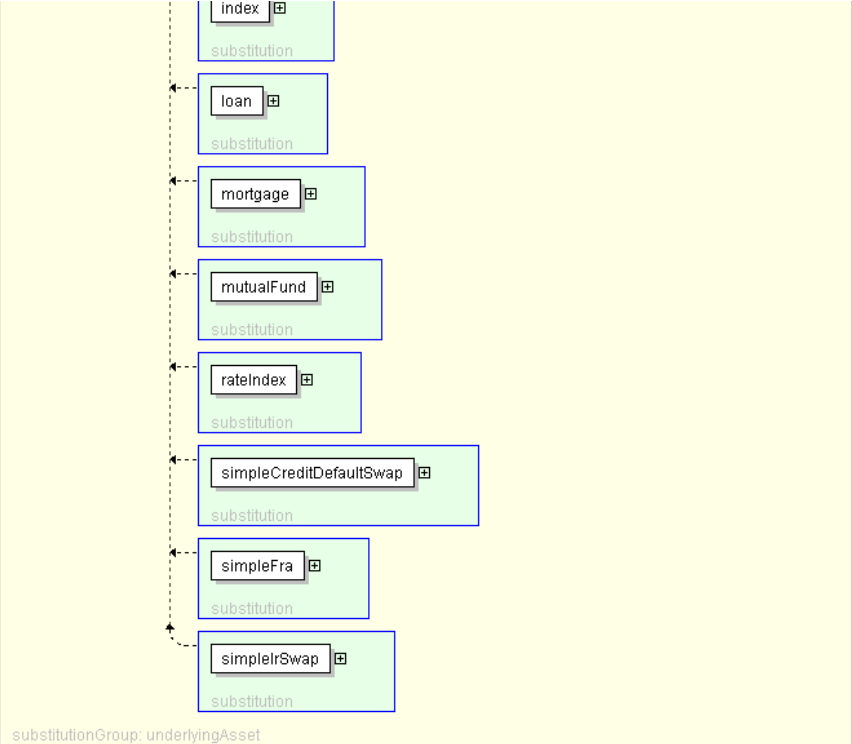 index
substitution
loan
substitution
mortgage
substitution
mutualFund
substitution
rateIndex
substitution
simpleCreditDefaultSwap
substitution
simpleFra
substitution
simpleIrSwap
substitution
substitutionGroup: underlyingAsset